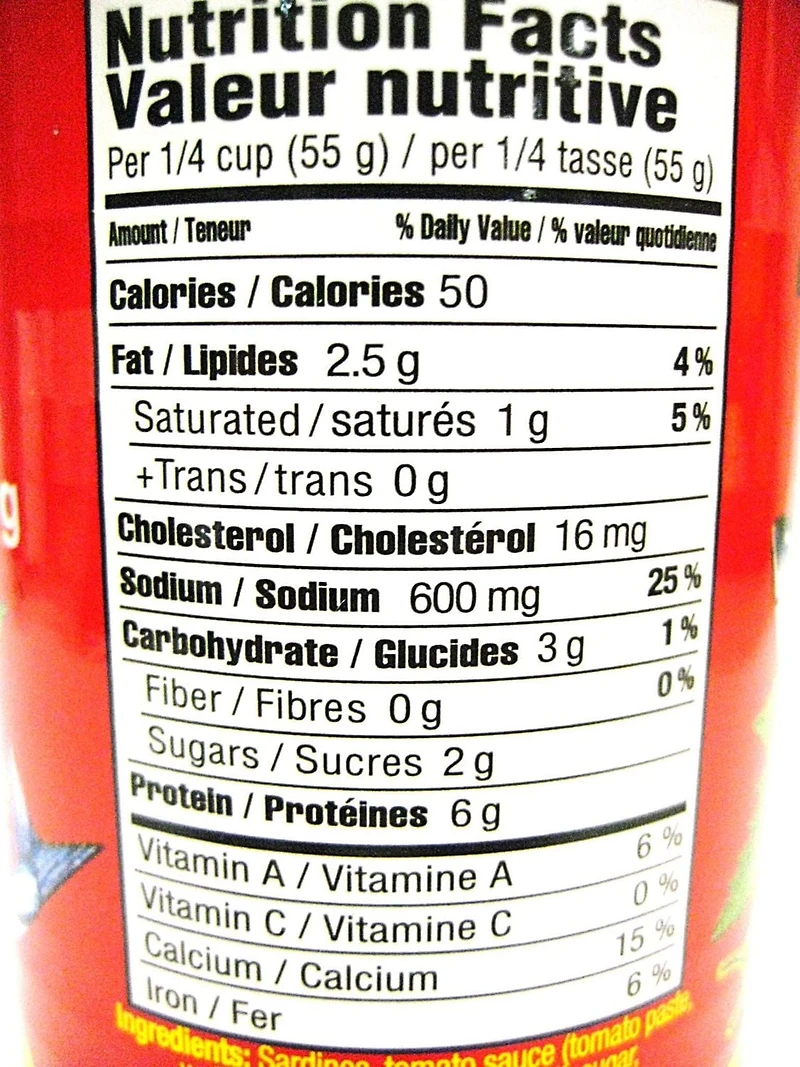 Nutrition Facts
Valeur nutritive
Per 1/4 cup (55 g) / per 1/4 tasse (55 g)
Amount / Teneur % Daily Value / % valeur quotidienne
Calories / Calories 50
Fat / Lipides 2.5 g 4 %
Saturated / saturés 1 g 5 %
+Trans / trans 0 g
Cholesterol / Cholestérol 16 mg
Sodium / Sodium 600 mg 25 %
Carbohydrate / Glucides 3 g 1 %
Fiber / Fibres 0 g 0 %
Sugars / Sucres 2 g
Protein / Protéines 6 g
Vitamin A / Vitamine A 6 %
Vitamin C / Vitamine C 0 %
Calcium / Calcium 15 %
Iron / Fer 6 %
Ingredients: Sardines, tomato sauce (tomato paste,
sugar,
g